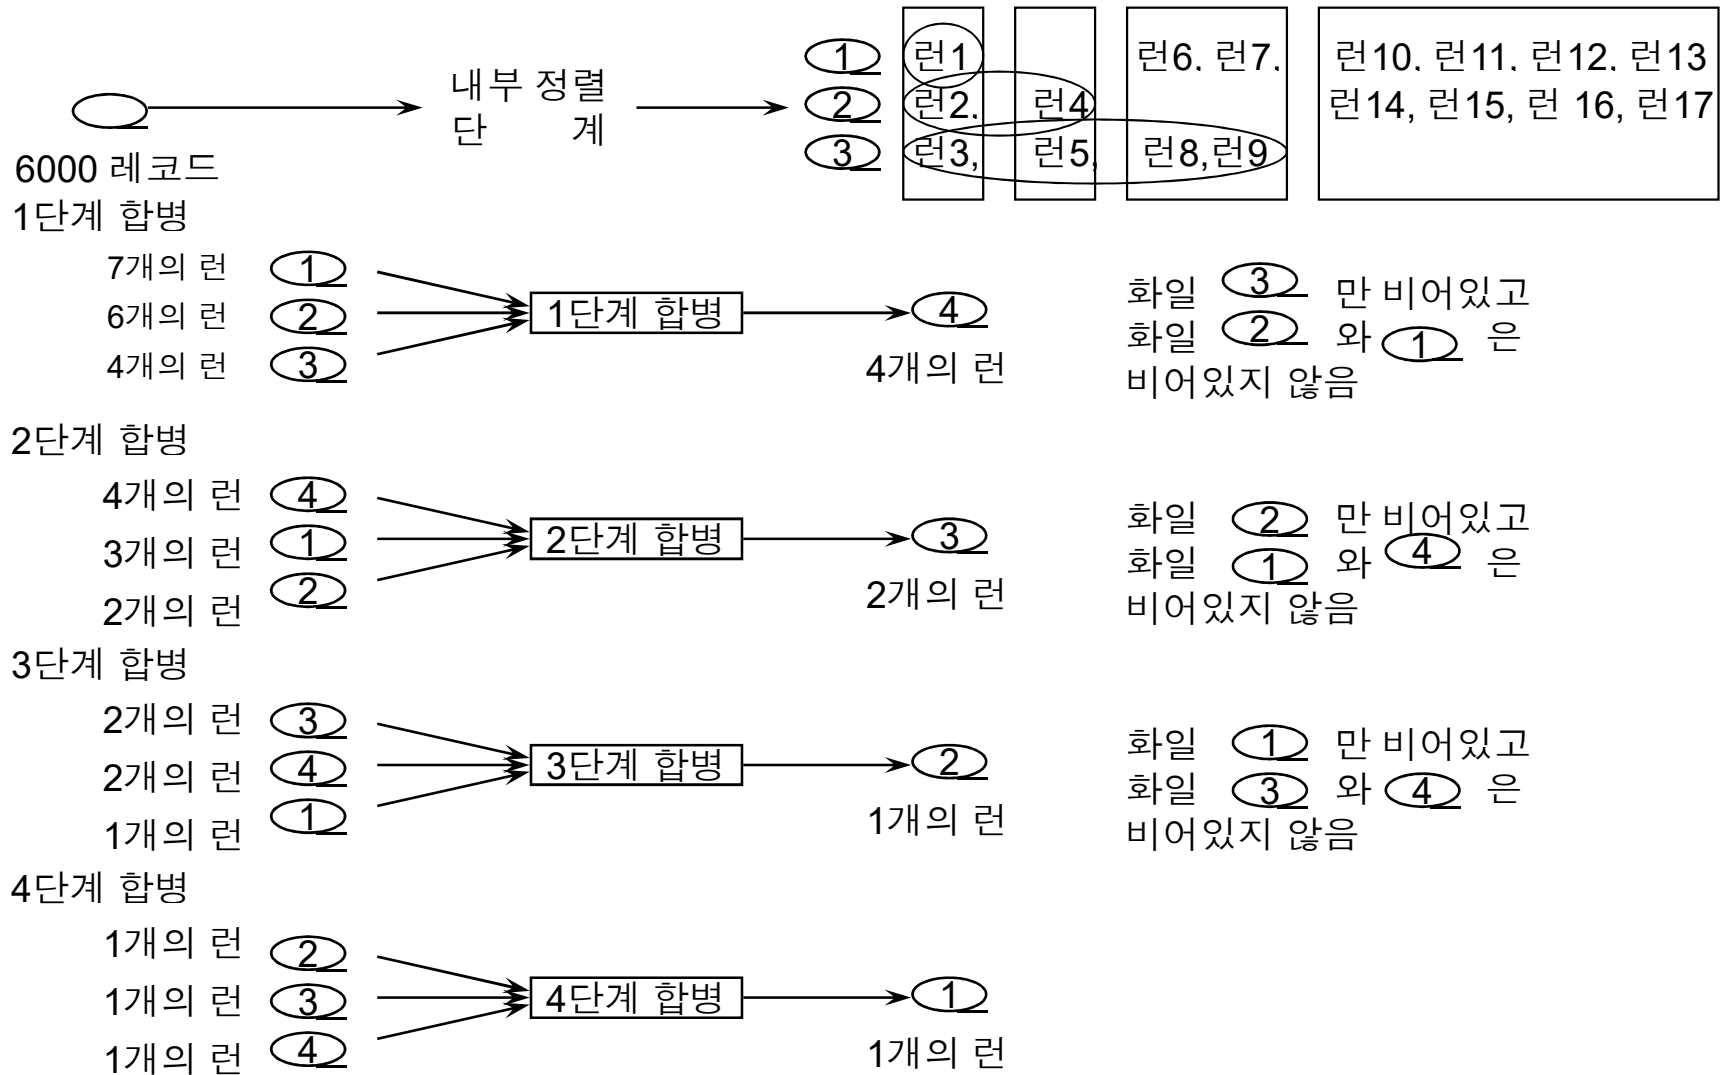 1 런1 런6. 런7. 런10. 런11. 런12. 런13
내부 정렬
2 런2. 런4 런14, 런15, 런 16, 런17
단 계
3 런3, 런5, 런8,런9
6000 레코드
1단계 합병
7개의 런 1
6개의 런 2
4개의 런 3
1단계 합병
4
4개의 런
화일 3 만 비어있고
화일 2 와 1 은
비어있지 않음
2단계 합병
4개의 런 4
3개의 런 1
2개의 런 2
2단계 합병
3
2개의 런
화일 2 만 비어있고
화일 1 와 4 은
비어있지 않음
3단계 합병
2개의 런 3
2개의 런 4
1개의 런 1
3단계 합병
2
1개의 런
화일 1 만 비어있고
화일 3 와 4 은
비어있지 않음
4단계 합병
1개의 런 2
1개의 런 3
1개의 런 4
4단계 합병
1
1개의 런